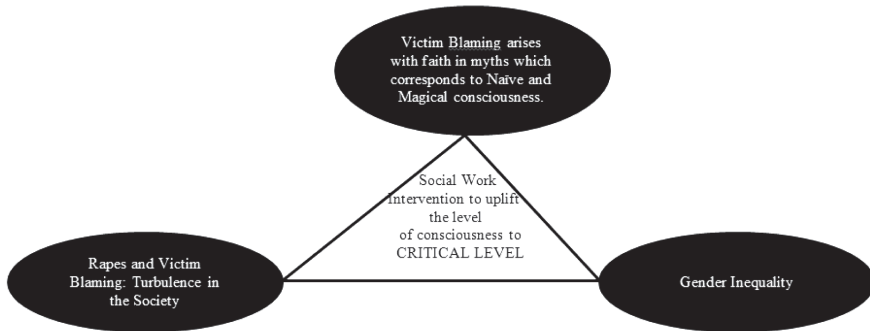 Victim Blaming arises
with faith in myths which
corresponds to Naïve and
Magical consciousness.
Social Work
Intervention to uplift
the level
of consciousness to
CRITICAL LEVEL
Rapes and Victim
Blaming: Turbulence in
the Society
Gender Inequality